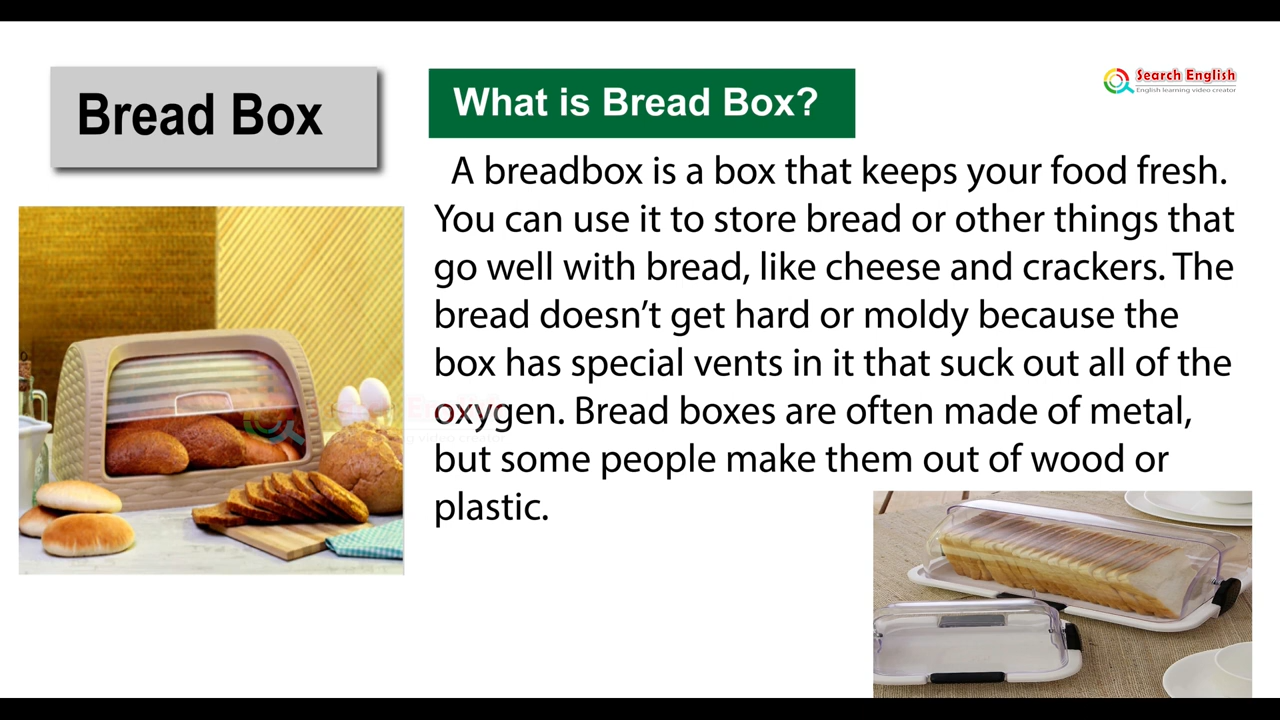 Bread Box
What is Bread Box?
Search English
English learning video creator
A breadbox is a box that keeps your food fresh.
You can use it to store bread or other things that
go well with bread, like cheese and crackers. The
bread doesn’t get hard or moldy because the
box has special vents in it that suck out all of the
oxygen. Bread boxes are often made of metal,
but some people make them out of wood or
plastic.